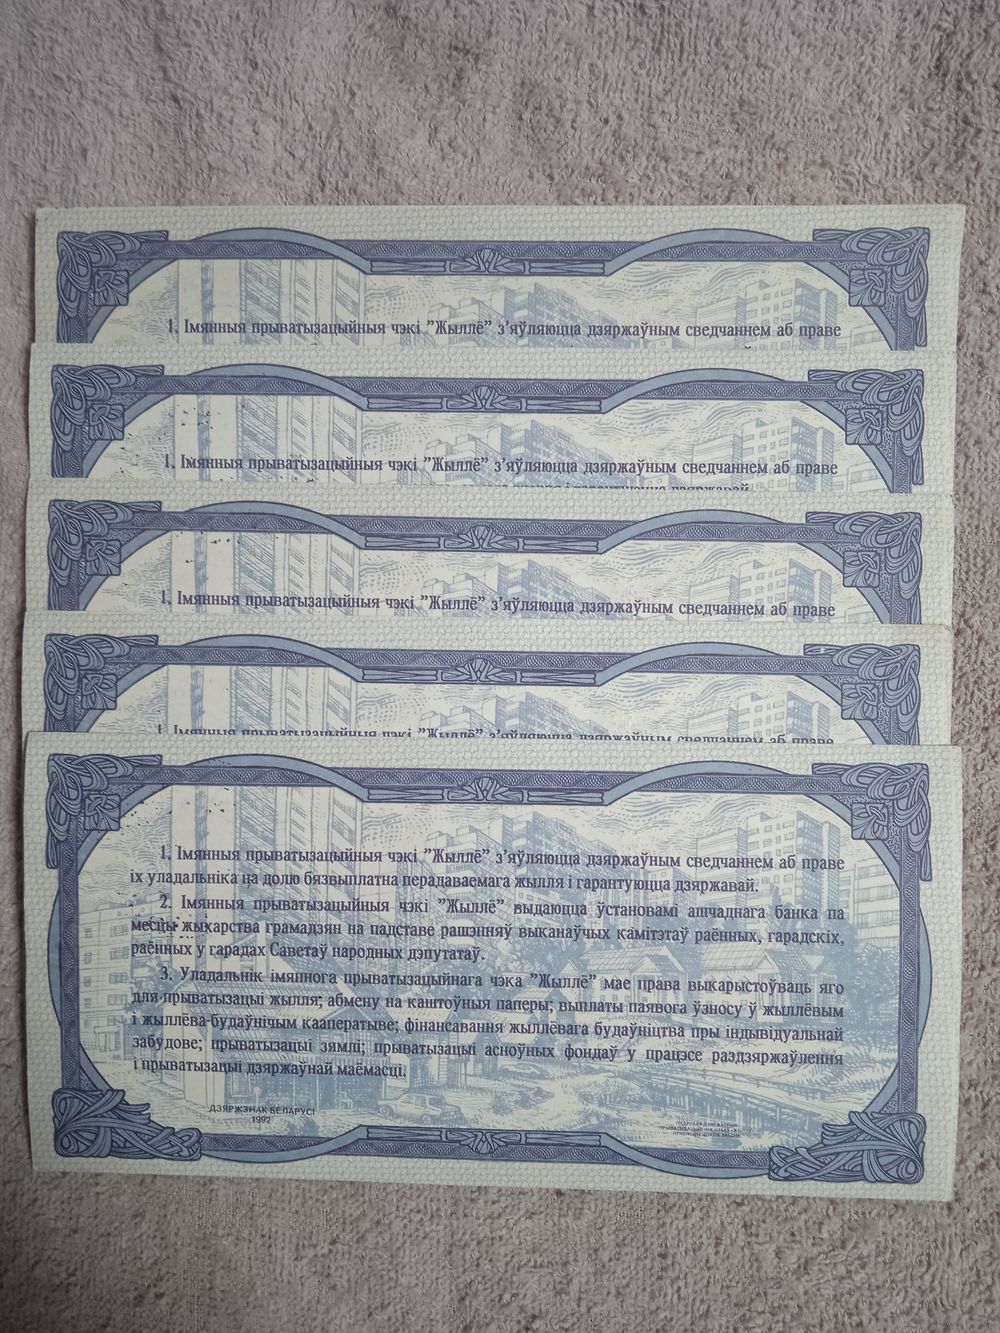 1. Імянныя прыватызацыйныя чэкі "Жыллё" з'яўляюцца дзяржаўным сведчаннем аб праве
1. Імянныя прыватызацыйныя чэкі "Жыллё" з'яўляюцца дзяржаўным сведчаннем аб праве
1. Імянныя прыватызацыйныя чэкі "Жыллё" з'яўляюцца дзяржаўным сведчаннем аб праве
1. Імянныя прыватызацыйныя чэкі "Жыллё" з'яўляюцца дзяржаўным сведчаннем аб праве
1. Імянныя прыватызацыйныя чэкі "Жыллё" з'яўляюцца дзяржаўным сведчаннем аб праве
іх уладальніка на долю бязвыплатна перадаваемага жылля і гарантуюцца дзяржавай.
2. Імянныя прыватызацыйныя чэкі "Жыллё" выдаюцца ўстановамі ашчаднага банка па
месцы жыхарства грамадзян на падставе рашэнняў выканаўчых камітэтаў раённых, гарадскіх,
раённых у гарадах Саветаў народных дэпутатаў.
3. Уладальнік імяннога прыватызацыйнага чэка "Жыллё" мае права выкарыстоўваць яго
для прыватызацыі жылля; абмену на каштоўныя паперы; выплаты паявога ўзносу ў жыллёвым
і жыллёва-будаўнічым кааператыве; фінансавання жыллёвага будаўніцтва пры індывідуальнай
забудове; прыватызацыі зямлі; прыватызацыі асноўных фондаў у працэсе раздзяржаўлення
і прыватызацыі дзяржаўнай маёмасці.
ДЗЯРЖЗНАК БЕЛАРУСІ
1992